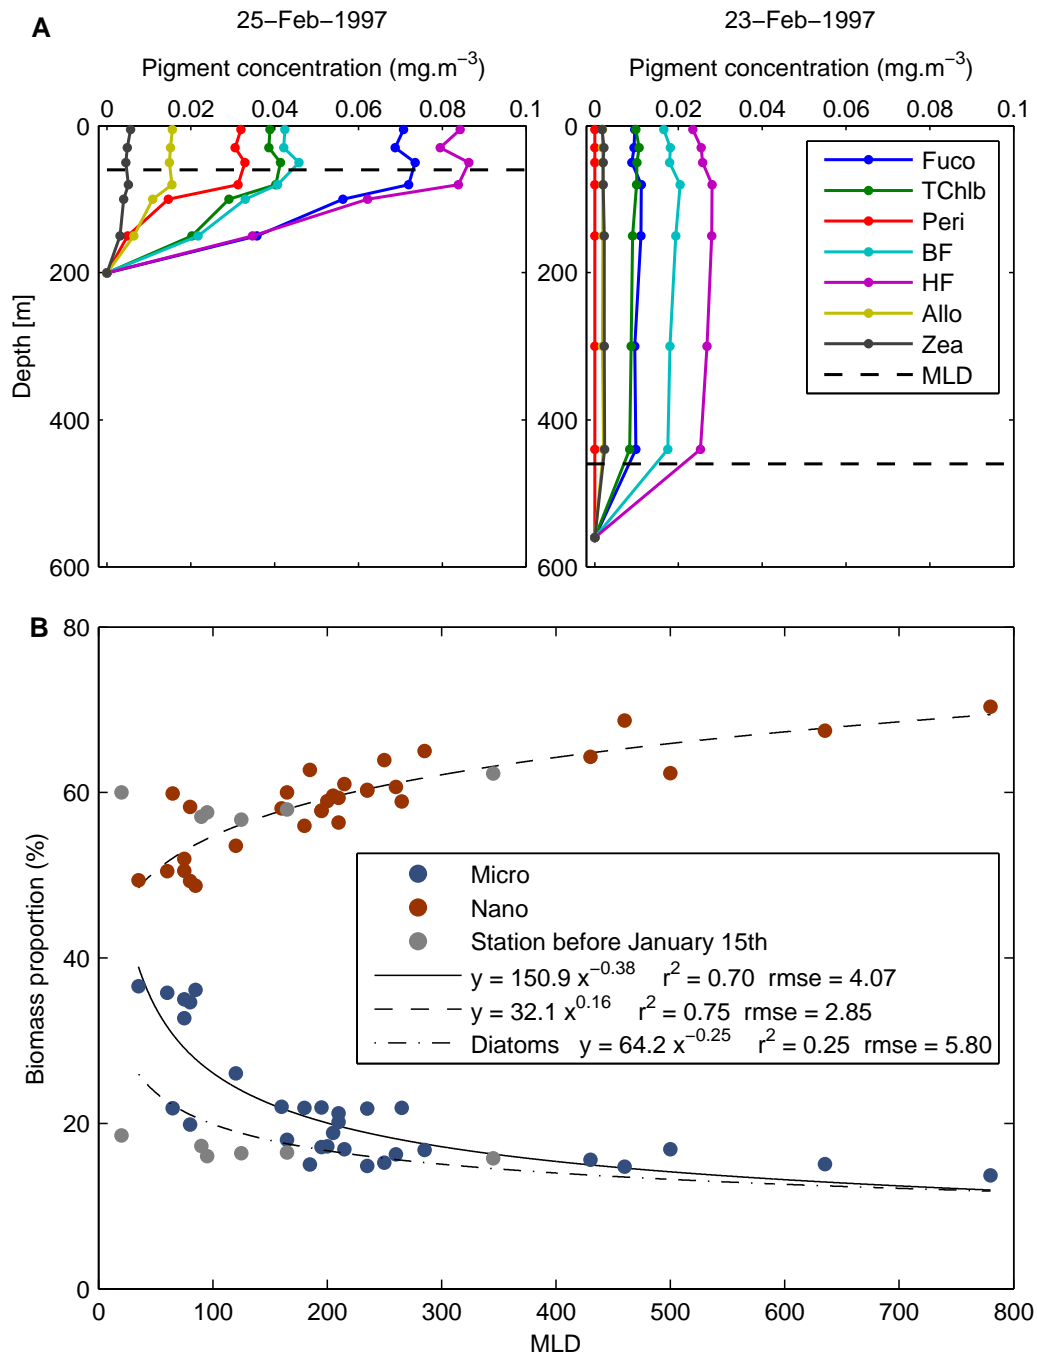 A
25−Feb−1997
23−Feb−1997
Pigment concentration (mg.m−3)
Pigment concentration (mg.m−3)
0 0.02 0.04 0.06 0.08 0.1
0 0.02 0.04 0.06 0.08 0.1
0
200
400
600
Depth [m]
0
200
400
600
Fuco
TChlb
Peri
BF
HF
Allo
Zea
MLD
B
80
60
40
20
0
Biomass proportion (%)
Micro
Nano
Station before January 15th
y = 150.9 x−0.38 r2 = 0.70 rmse = 4.07
y = 32.1 x0.16 r2 = 0.75 rmse = 2.85
Diatoms y = 64.2 x−0.25 r2 = 0.25 rmse = 5.80
0 100 200 300 400 500 600 700 800
MLD